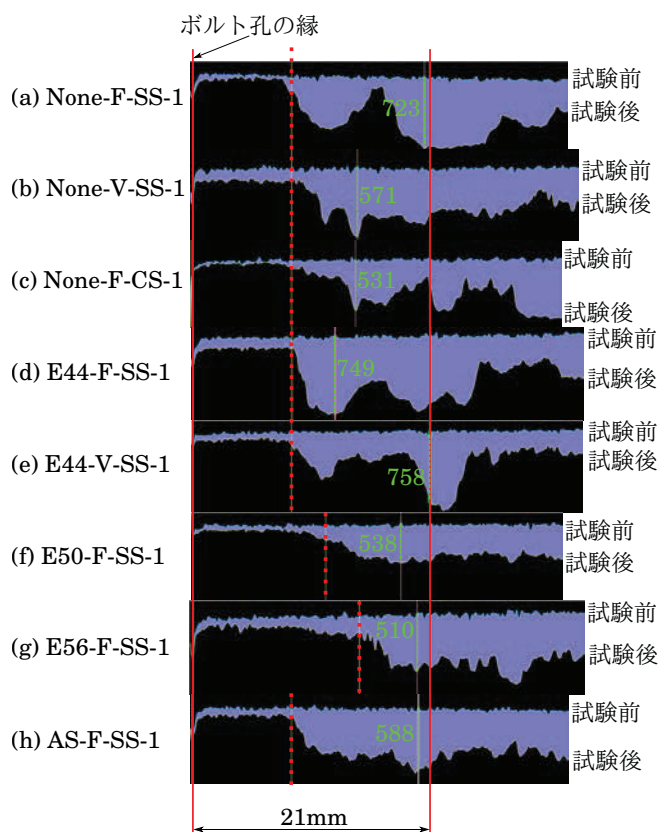 ボルト孔の縁
(a) None-F-SS-1
723
試験前
試験後
(b) None-V-SS-1
571
試験前
試験後
(c) None-F-CS-1
531
試験前
試験後
(d) E44-F-SS-1
749
試験前
試験後
(e) E44-V-SS-1
758
試験前
試験後
(f) E50-F-SS-1
538
試験前
試験後
(g) E56-F-SS-1
510
試験前
試験後
(h) AS-F-SS-1
588
試験前
試験後
21mm